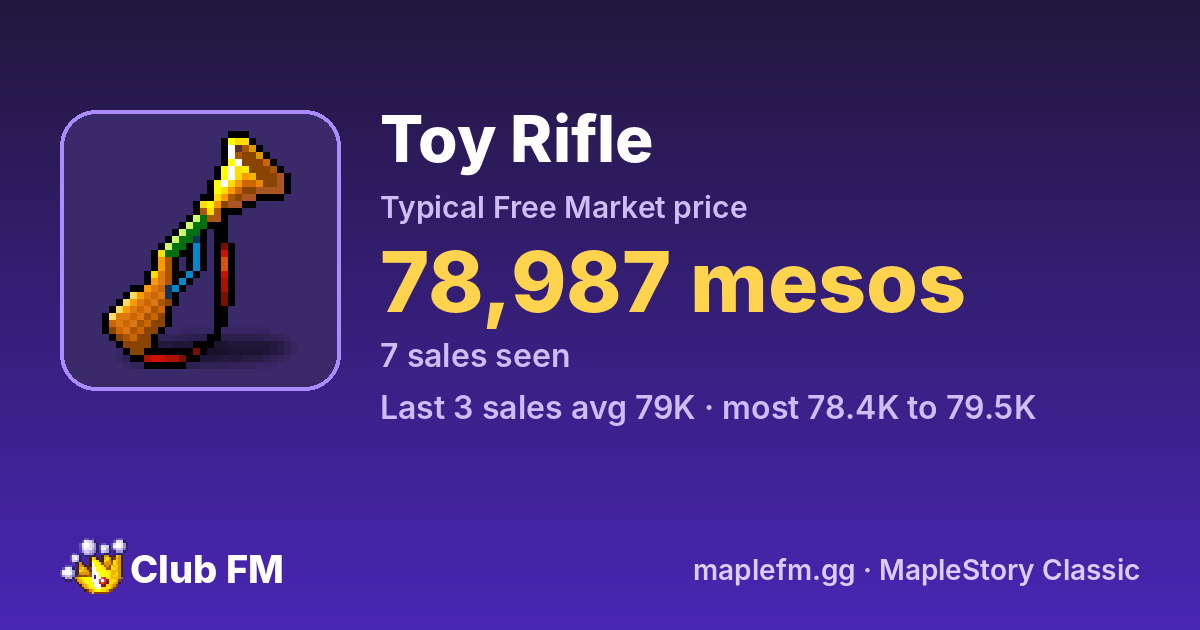 Toy Rifle
Typical Free Market price
78,987 mesos
7 sales seen
Last 3 sales avg 79K · most 78.4K to 79.5K
Club FM
maplefm.gg · MapleStory Classic